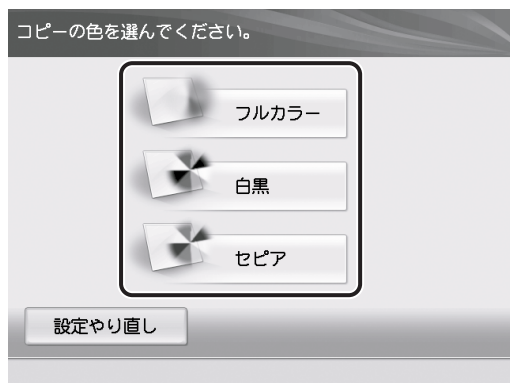 コピーの色を選んでください。
フルカラー
白黒
セピア
設定やり直し